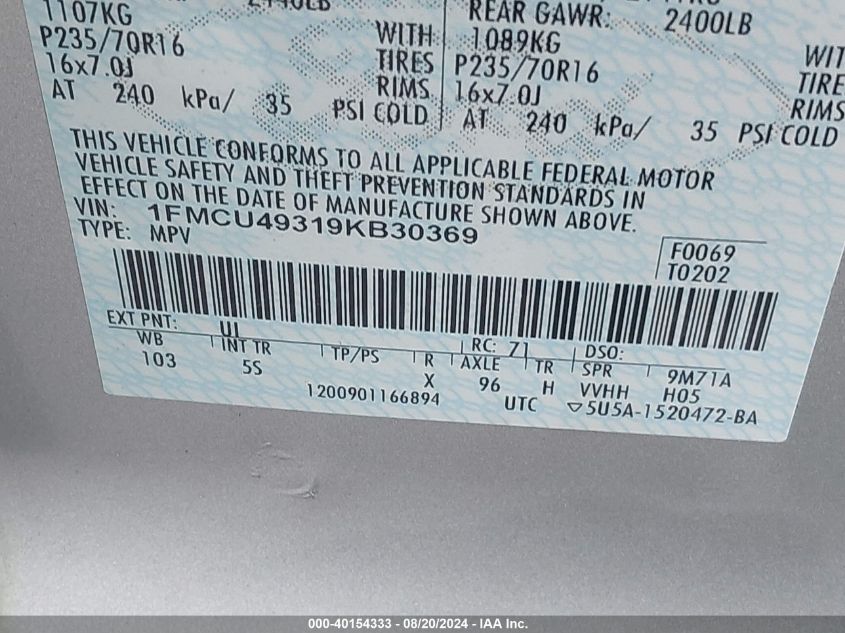 REAR GAWR: 2400LB
1107KG WITH 1089KG WIT
P235/70R16 TIRES P235/70R16 TIRE
16x7.0J RIMS 16x7.0J RIMS
AT 240 kPa/ 35 PSI COLD AT 240 kPa/ 35 PSI COLD
THIS VEHICLE CONFORMS TO ALL APPLICABLE FEDERAL MOTOR
VEHICLE SAFETY AND THEFT PREVENTION STANDARDS IN
EFFECT ON THE DATE OF MANUFACTURE SHOWN ABOVE.
VIN: 1FMCU49319KB30369
TYPE: MPV
F0069
T0202
EXT PNT: UI RC: 71 DSO:
WB INT TR TP/PS R AXLE TR SPR 9M71A
103 5S X 96 H VVHH H05
1200901166894 UTC ▽5U5A-1520472-BA
000-40154333 - 08/20/2024 - IAA Inc.